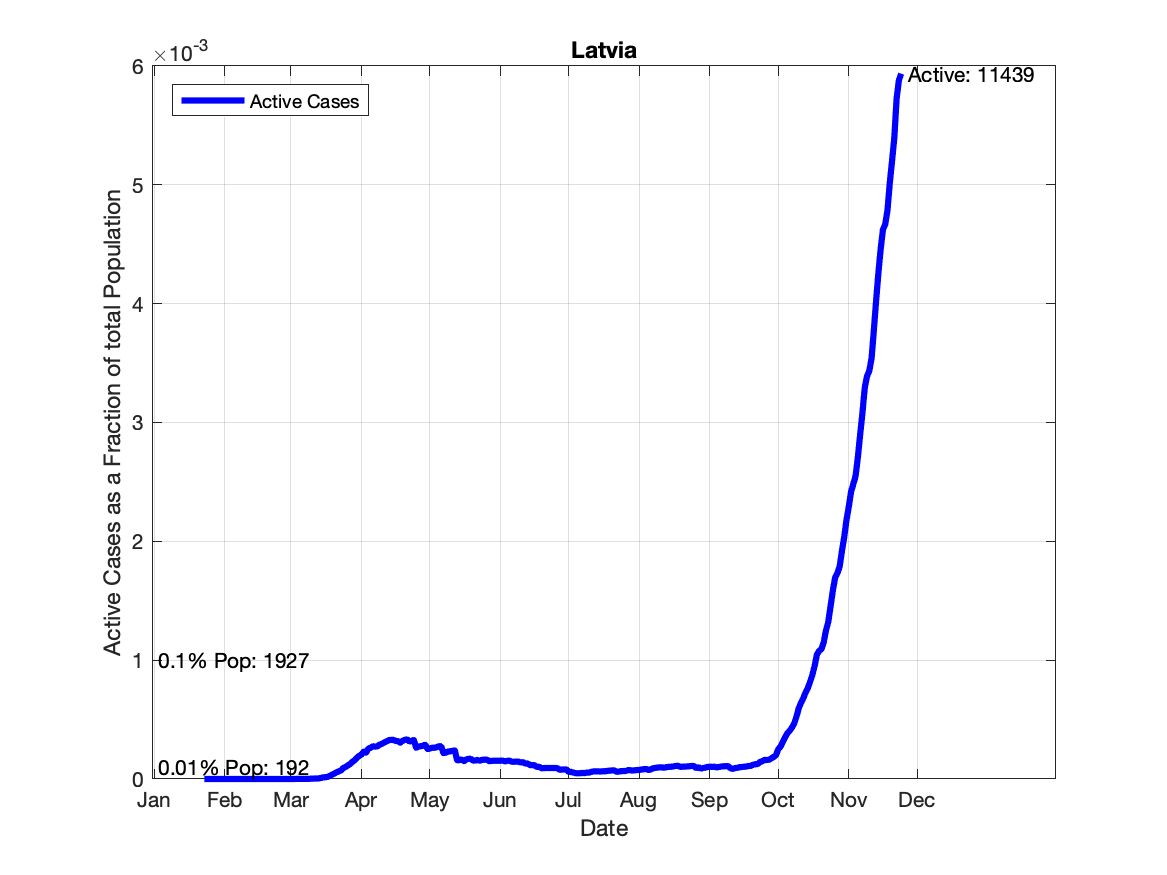 Latvia
×10-3
6
Active: 11439
Active Cases
5
4
3
2
1
0.1% Pop: 1927
0.01% Pop: 192
0
Active Cases as a Fraction of total Population
Jan Feb Mar Apr May Jun Jul Aug Sep Oct Nov Dec
Date